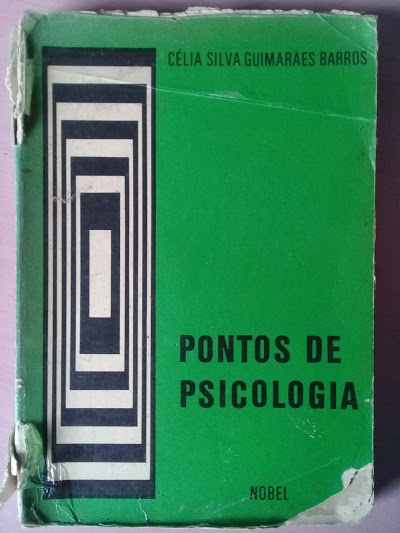 CÉLIA SILVA GUIMARÃES BARROS
PONTOS DE
PSICOLOGIA
NOBEL